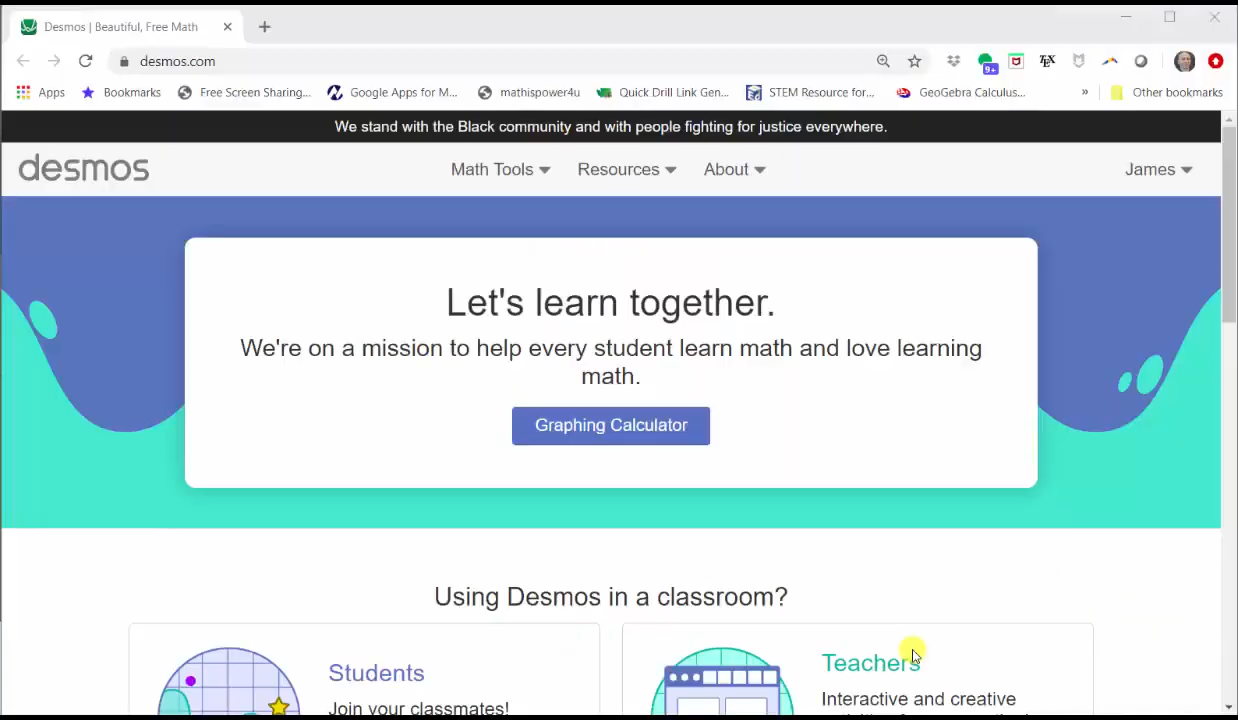 Desmos | Beautiful, Free Math
desmos.com
9+
TEX
Apps
Bookmarks
Free Screen Sharing...
Google Apps for M...
mathispower4u
Quick Drill Link Gen...
STEM Resource for...
GeoGebra Calculus...
»
Other bookmarks
We stand with the Black community and with people fighting for justice everywhere.
desmos
Math Tools
Resources
About
James
Let's learn together.
We're on a mission to help every student learn math and love learning
math.
Graphing Calculator
Using Desmos in a classroom?
Students
Join your classmates!
Teachers
Interactive and creative